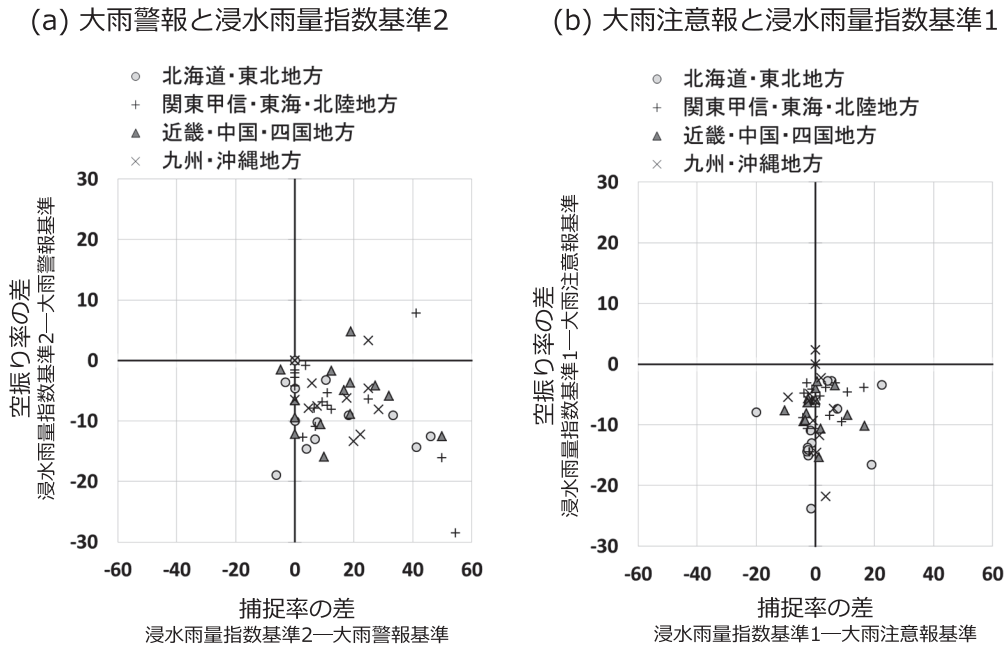 (a) 大雨警報と浸水雨量指数基準2
北海道・東北地方
関東甲信・東海・北陸地方
近畿・中国・四国地方
九州・沖縄地方
空振り率の差
浸水雨量指数基準2―大雨警報基準
30
20
10
0
-10
-20
-30
-60
-40
-20
0
20
40
60
捕捉率の差
浸水雨量指数基準2―大雨警報基準
(b) 大雨注意報と浸水雨量指数基準1
北海道・東北地方
関東甲信・東海・北陸地方
近畿・中国・四国地方
九州・沖縄地方
空振り率の差
浸水雨量指数基準1―大雨注意報基準
30
20
10
0
-10
-20
-30
-60
-40
-20
0
20
40
60
捕捉率の差
浸水雨量指数基準1―大雨注意報基準